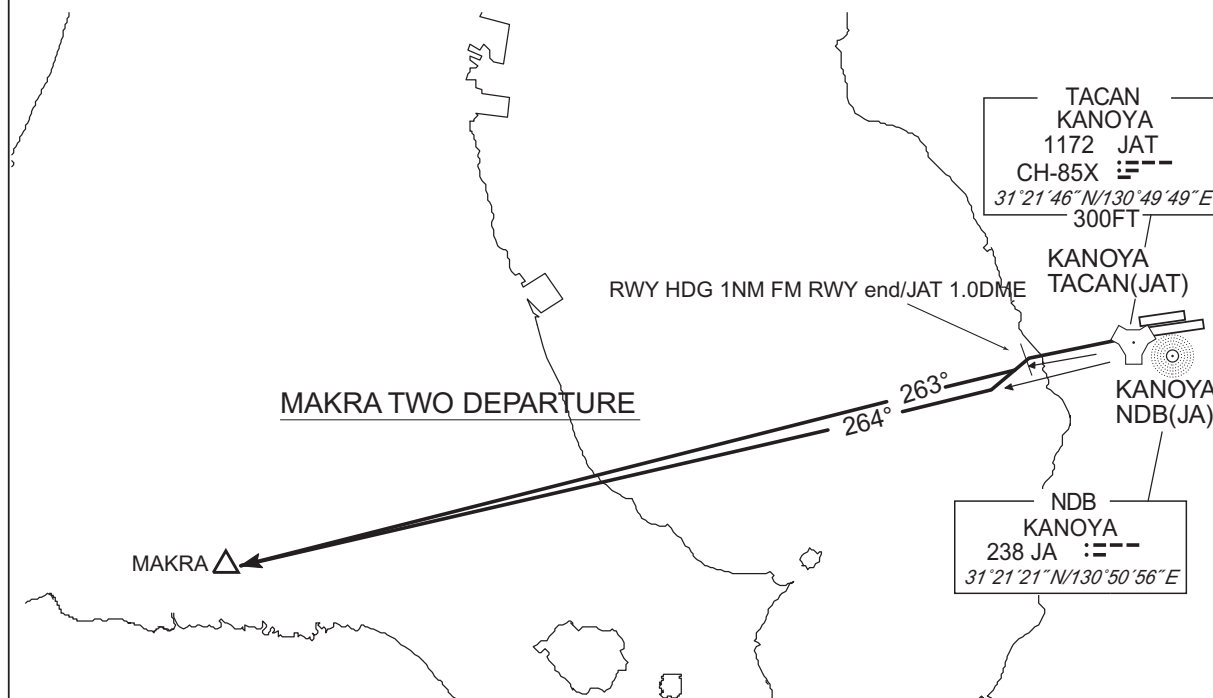 TACAN
KANOYA
1172 JAT
CH-85X
31°21´46˝N/130°49´49˝E
300FT
KANOYA
TACAN(JAT)
RWY HDG 1NM FM RWY end/JAT 1.0DME
263°
264°
MAKRA TWO DEPARTURE
KANOYA
NDB(JA)
MAKRA
NDB
KANOYA
238 JA
31°21´21˝N/130°50´56˝E